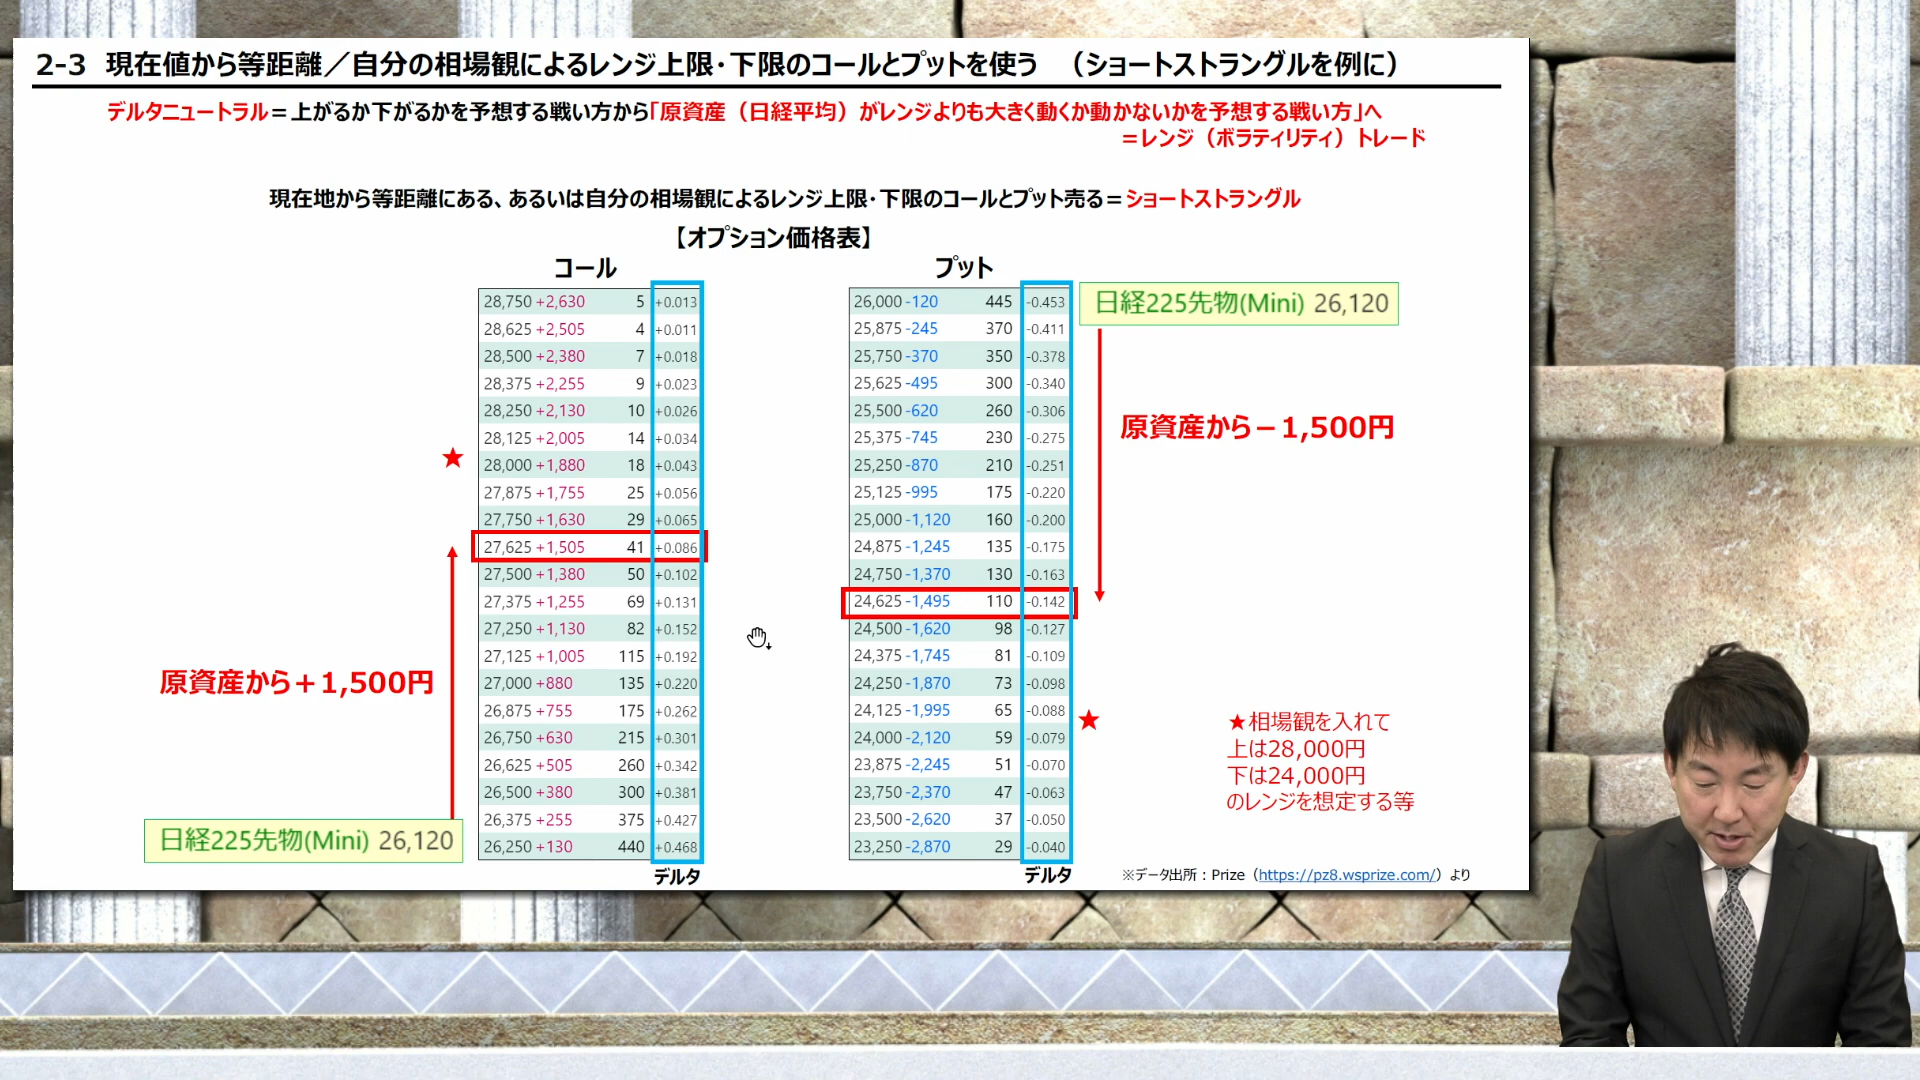 2-3 現在値から等距離／自分の相場観によるレンジ上限・下限のコールとプットを使う （ショートストラングルを例に）
デルタニュートラル＝上がるか下がるかを予想する戦い方から「原資産（日経平均）がレンジよりも大きく動くか動かないかを予想する戦い方」へ
＝レンジ（ボラティリティ）トレード
現在地から等距離にある、あるいは自分の相場観によるレンジ上限・下限のコールとプット売る＝ショートストラングル
【オプション価格表】
コール
28,750 +2,630 5 +0.013
28,625 +2,505 4 +0.011
28,500 +2,380 7 +0.018
28,375 +2,255 9 +0.023
28,250 +2,130 10 +0.026
28,125 +2,005 14 +0.034
★
28,000 +1,880 18 +0.043
27,875 +1,755 25 +0.056
27,750 +1,630 29 +0.065
27,625 +1,505 41 +0.086
27,500 +1,380 50 +0.102
27,375 +1,255 69 +0.131
27,250 +1,130 82 +0.152
27,125 +1,005 115 +0.192
27,000 +880 135 +0.220
26,875 +755 175 +0.262
26,750 +630 215 +0.301
26,625 +505 260 +0.342
26,500 +380 300 +0.381
26,375 +255 375 +0.427
26,250 +130 440 +0.468
デルタ
原資産から＋1,500円
日経225先物(Mini) 26,120
プット
26,000 -120 445 -0.453
25,875 -245 370 -0.411
25,750 -370 350 -0.378
25,625 -495 300 -0.340
25,500 -620 260 -0.306
25,375 -745 230 -0.275
25,250 -870 210 -0.251
25,125 -995 175 -0.220
25,000 -1,120 160 -0.200
24,875 -1,245 135 -0.175
24,750 -1,370 130 -0.163
24,625 -1,495 110 -0.142
24,500 -1,620 98 -0.127
24,375 -1,745 81 -0.109
24,250 -1,870 73 -0.098
24,125 -1,995 65 -0.088
★
24,000 -2,120 59 -0.079
23,875 -2,245 51 -0.070
23,750 -2,370 47 -0.063
23,500 -2,620 37 -0.050
23,250 -2,870 29 -0.040
デルタ
日経225先物(Mini) 26,120
原資産から－1,500円
★相場観を入れて
上は28,000円
下は24,000円
のレンジを想定する等
※データ出所：Prize（https://pz8.wsprize.com/）より